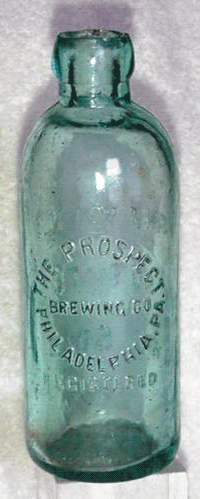 THE PROSPECT
BREWING CO
PHILADELPHIA, PA.
REGISTERED